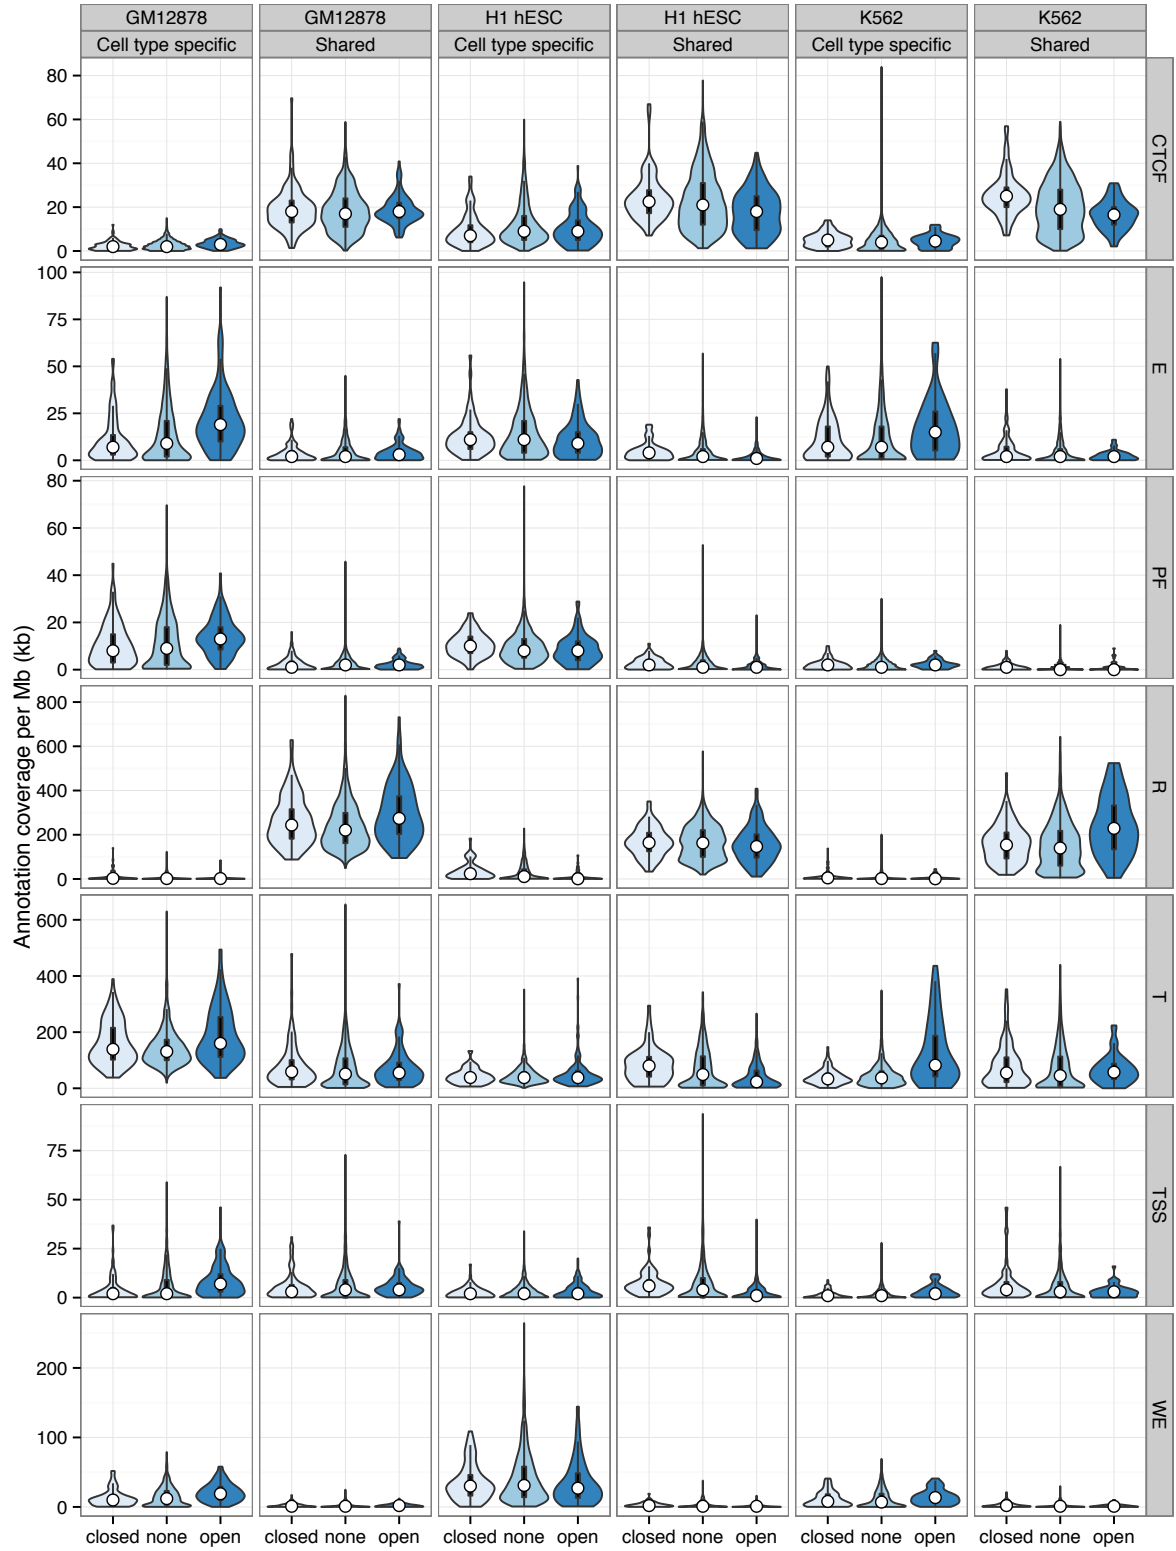 GM12878 GM12878 H1 hESC H1 hESC K562 K562
Cell type specific Shared Cell type specific Shared Cell type specific Shared
Annotation coverage per Mb (kb)
80
60
40
20
0
CTCF
100
75
50
25
0
E
80
60
40
20
0
PF
800
600
400
200
0
R
600
400
200
0
T
75
50
25
0
TSS
200
100
0
WE
closed none open closed none open closed none open closed none open closed none open closed none open